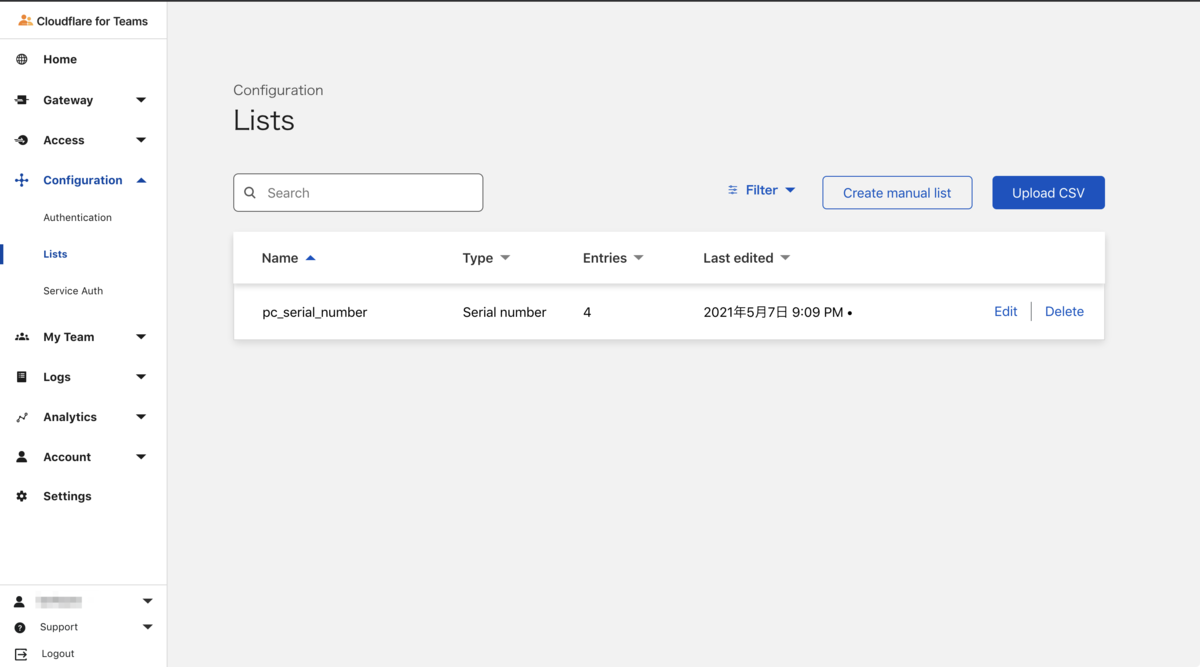 Cloudflare for Teams
Home
Gateway
Access
Configuration
Authentication
Lists
Service Auth
My Team
Logs
Analytics
Account
Settings
Support
Logout
Configuration
Lists
Search
Filter
Create manual list
Upload CSV
Name Type Entries Last edited
pc_serial_number Serial number 4 2021年5月7日 9:09 PM • Edit Delete